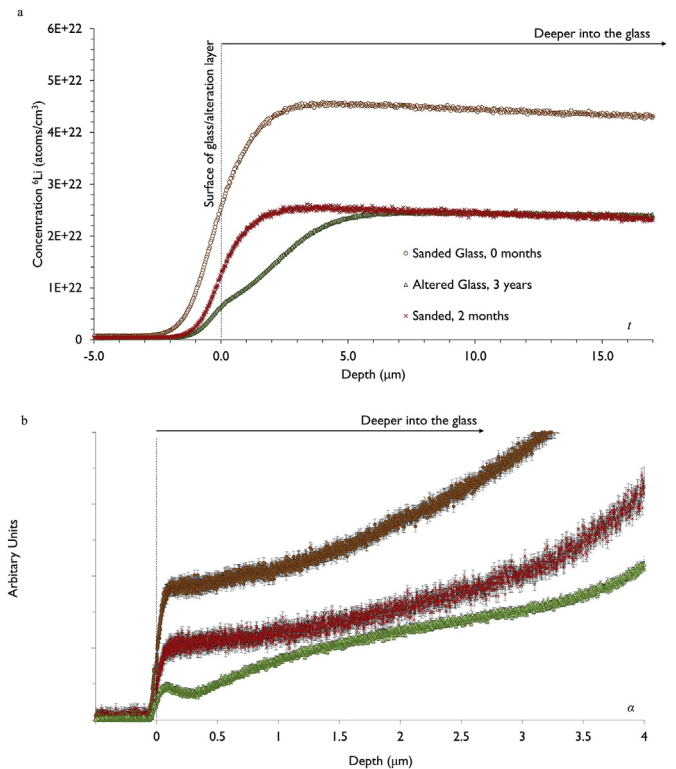 a
6E+22
Deeper into the glass
5E+22
4E+22
3E+22
2E+22
1E+22
0
Concentration ⁶Li (atoms/cm³)
Surface of glass/alteration layer
Sanded Glass, 0 months
Altered Glass, 3 years
Sanded, 2 months
t
-5.0 0.0 5.0 10.0 15.0
Depth (μm)
b
Deeper into the glass
Arbitary Units
α
0 0.5 1 1.5 2 2.5 3 3.5 4
Depth (μm)